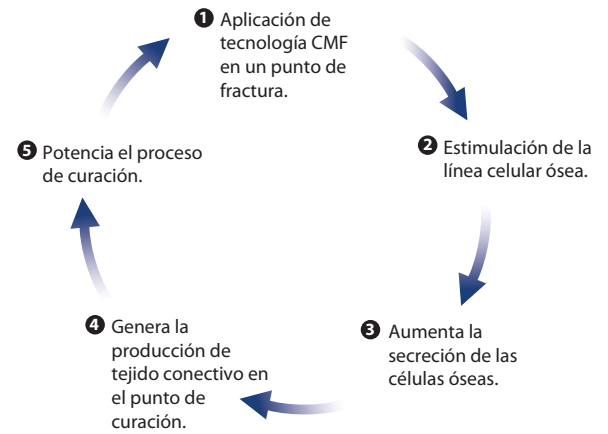 ❶ Aplicación de
tecnología CMF
en un punto de
fractura.
❷ Estimulación de la
línea celular ósea.
❸ Aumenta la
secreción de las
células óseas.
❹ Genera la
producción de
tejido conectivo en
el punto de
curación.
❺ Potencia el proceso
de curación.